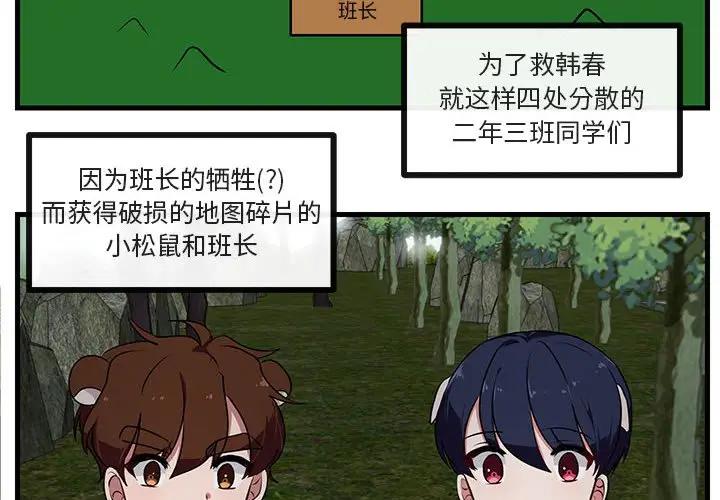 班长
为了救韩春
就这样四处分散的
二年三班同学们
因为班长的牺牲(?)
而获得破损的地图碎片的
小松鼠和班长